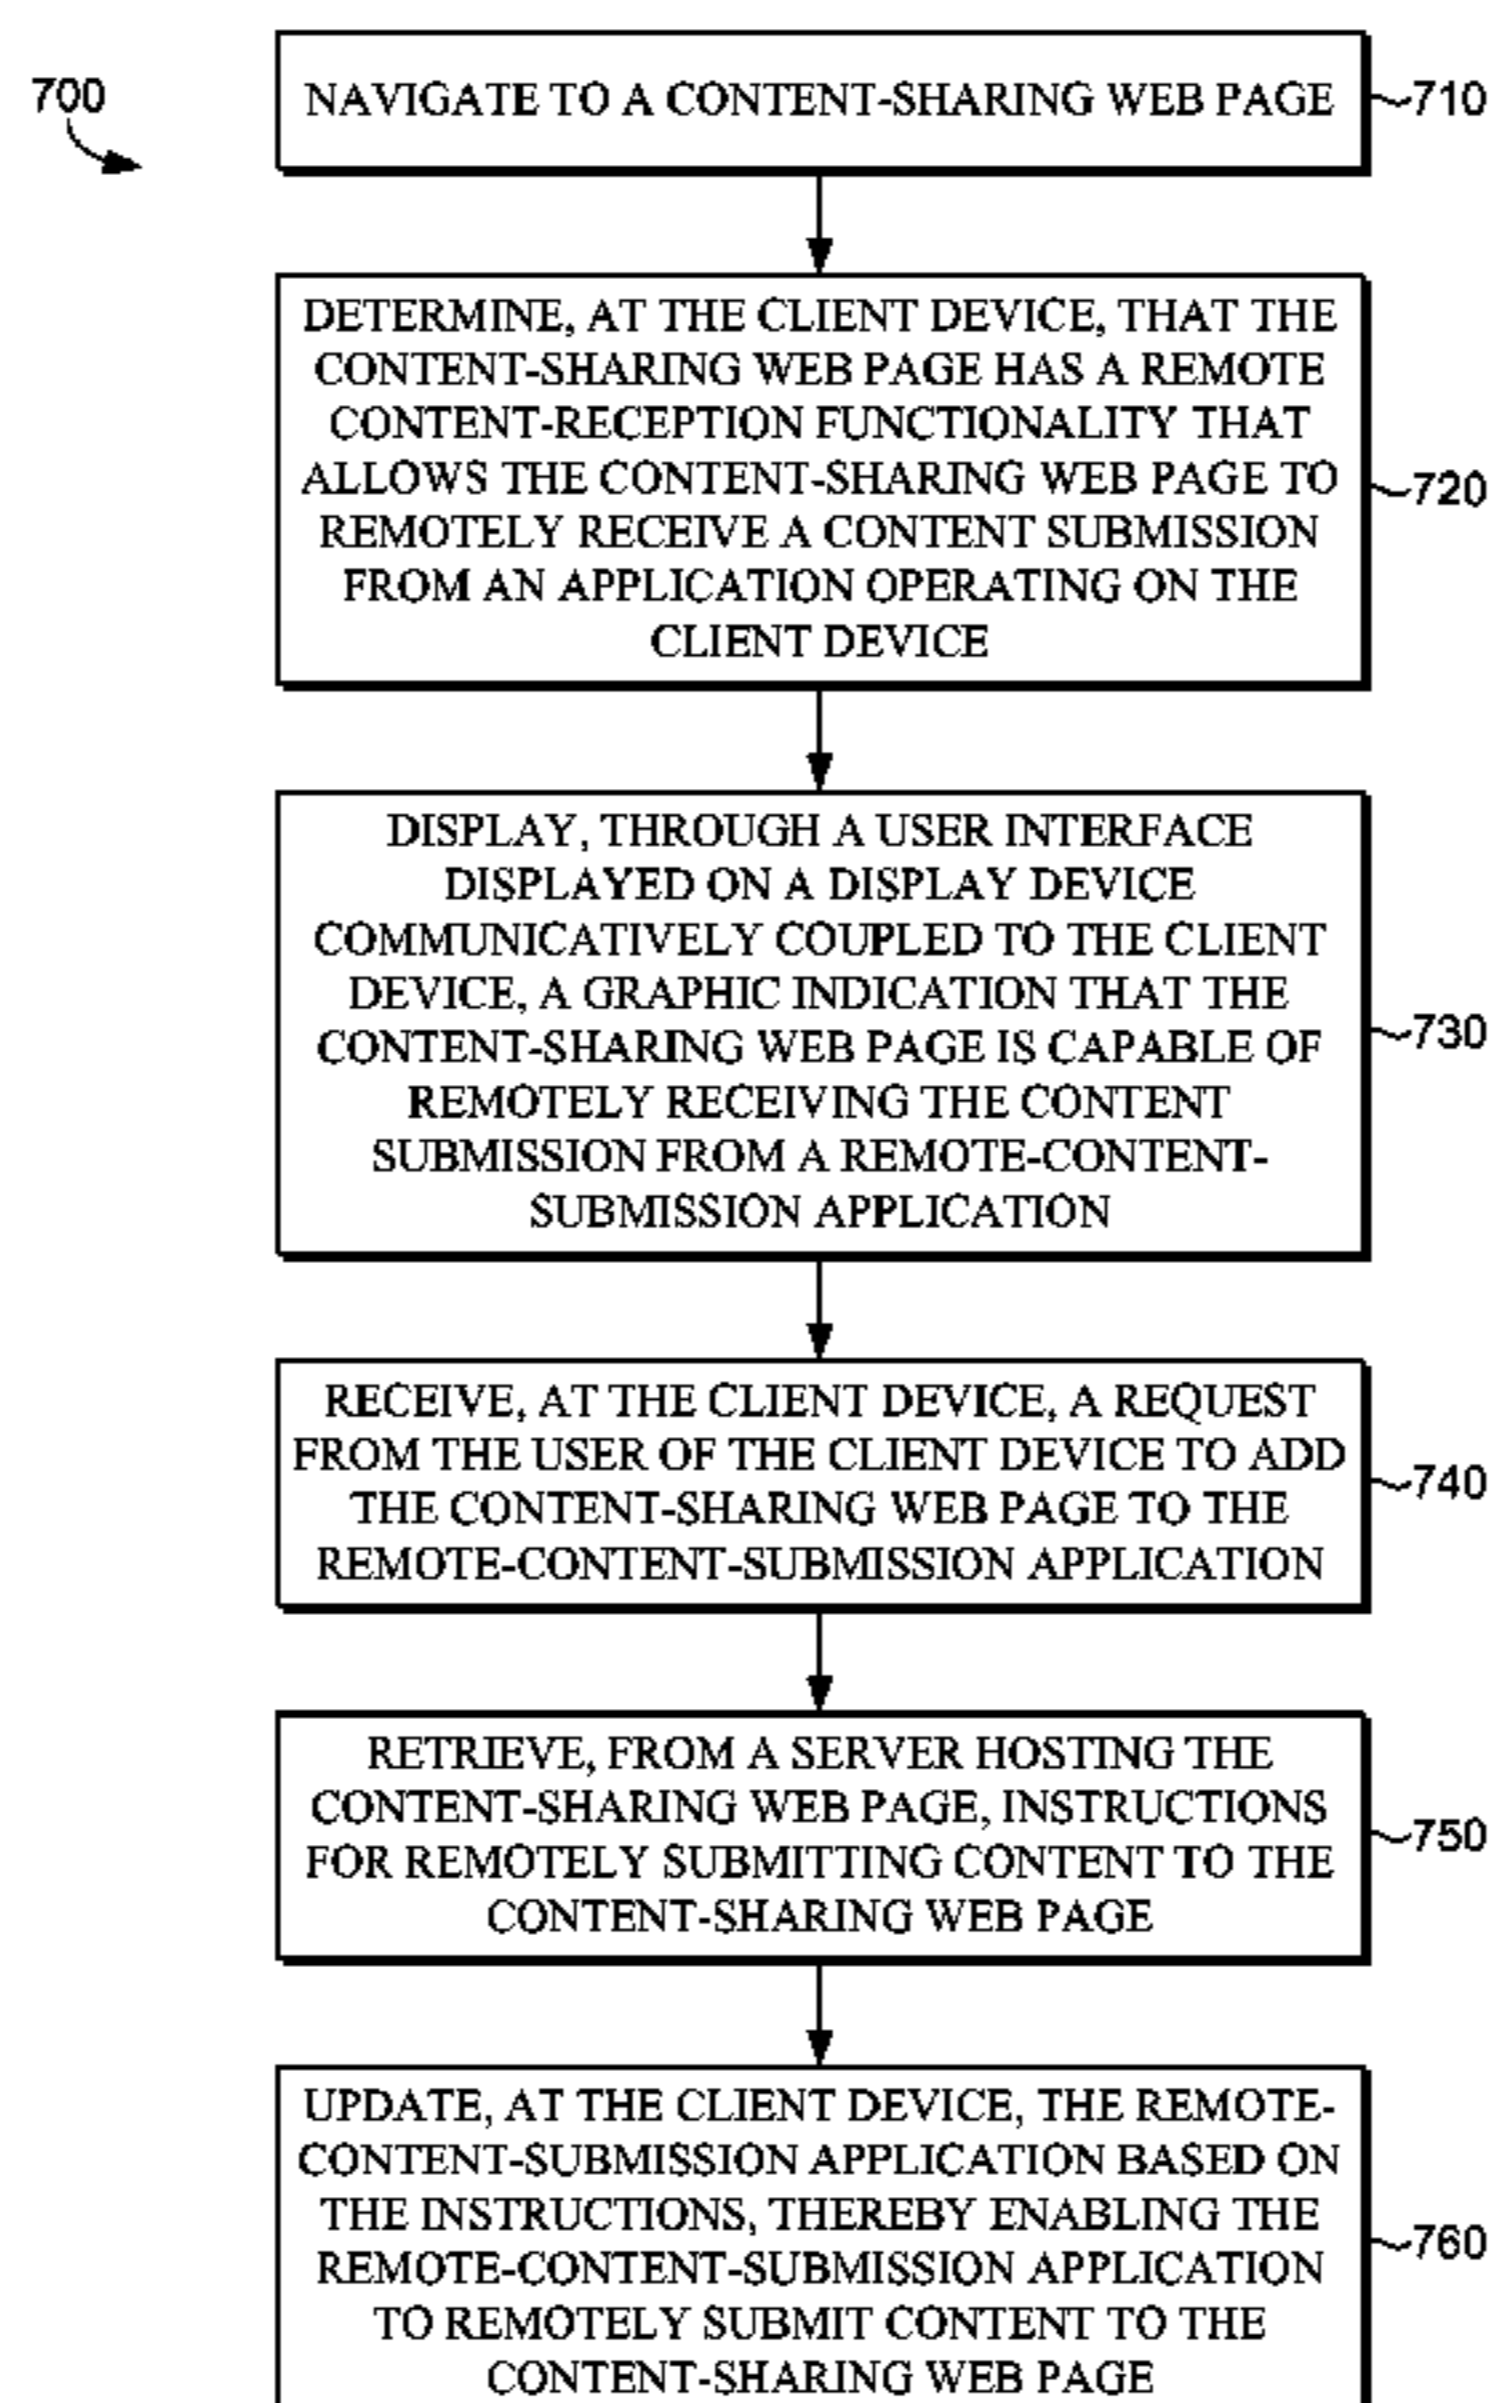 700
NAVIGATE TO A CONTENT-SHARING WEB PAGE
710
DETERMINE, AT THE CLIENT DEVICE, THAT THE
CONTENT-SHARING WEB PAGE HAS A REMOTE
CONTENT-RECEPTION FUNCTIONALITY THAT
ALLOWS THE CONTENT-SHARING WEB PAGE TO
REMOTELY RECEIVE A CONTENT SUBMISSION
FROM AN APPLICATION OPERATING ON THE
CLIENT DEVICE
720
DISPLAY, THROUGH A USER INTERFACE
DISPLAYED ON A DISPLAY DEVICE
COMMUNICATIVELY COUPLED TO THE CLIENT
DEVICE, A GRAPHIC INDICATION THAT THE
CONTENT-SHARING WEB PAGE IS CAPABLE OF
REMOTELY RECEIVING THE CONTENT
SUBMISSION FROM A REMOTE-CONTENT-
SUBMISSION APPLICATION
730
RECEIVE, AT THE CLIENT DEVICE, A REQUEST
FROM THE USER OF THE CLIENT DEVICE TO ADD
THE CONTENT-SHARING WEB PAGE TO THE
REMOTE-CONTENT-SUBMISSION APPLICATION
740
RETRIEVE, FROM A SERVER HOSTING THE
CONTENT-SHARING WEB PAGE, INSTRUCTIONS
FOR REMOTELY SUBMITTING CONTENT TO THE
CONTENT-SHARING WEB PAGE
750
UPDATE, AT THE CLIENT DEVICE, THE REMOTE-
CONTENT-SUBMISSION APPLICATION BASED ON
THE INSTRUCTIONS, THEREBY ENABLING THE
REMOTE-CONTENT-SUBMISSION APPLICATION
TO REMOTELY SUBMIT CONTENT TO THE
CONTENT-SHARING WEB PAGE
760